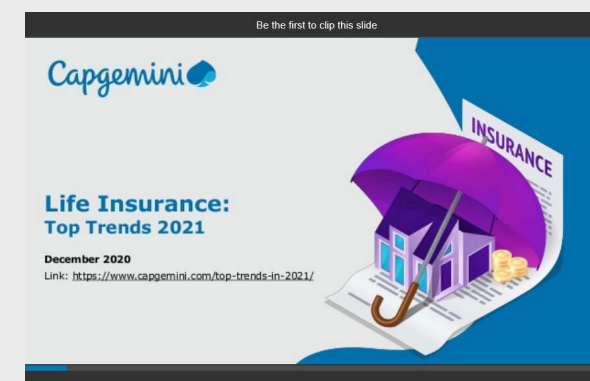 Be the first to clip this slide
Capgemini
INSURANCE
Life Insurance:
Top Trends 2021
December 2020
Link: https://www.capgemini.com/top-trends-in-2021/